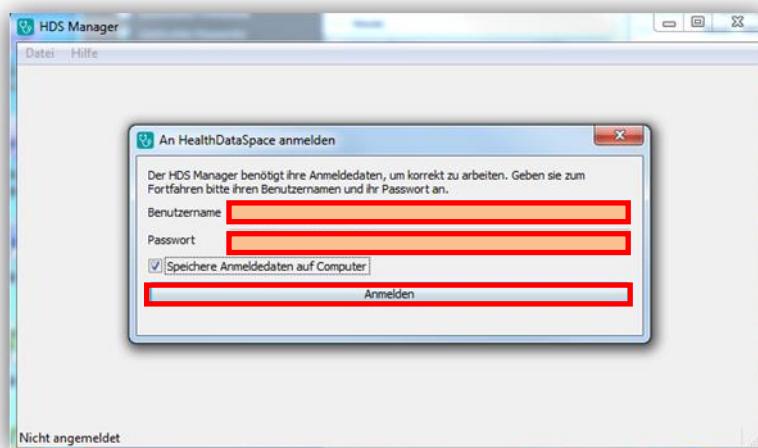 HDS Manager
Datei Hilfe
An HealthDataSpace anmelden
Der HDS Manager benötigt ihre Anmeldedaten, um korrekt zu arbeiten. Geben sie zum
Fortfahren bitte ihren Benutzernamen und ihr Passwort an.
Benutzername
Passwort
Speichere Anmeldedaten auf Computer
Anmelden
Nicht angemeldet